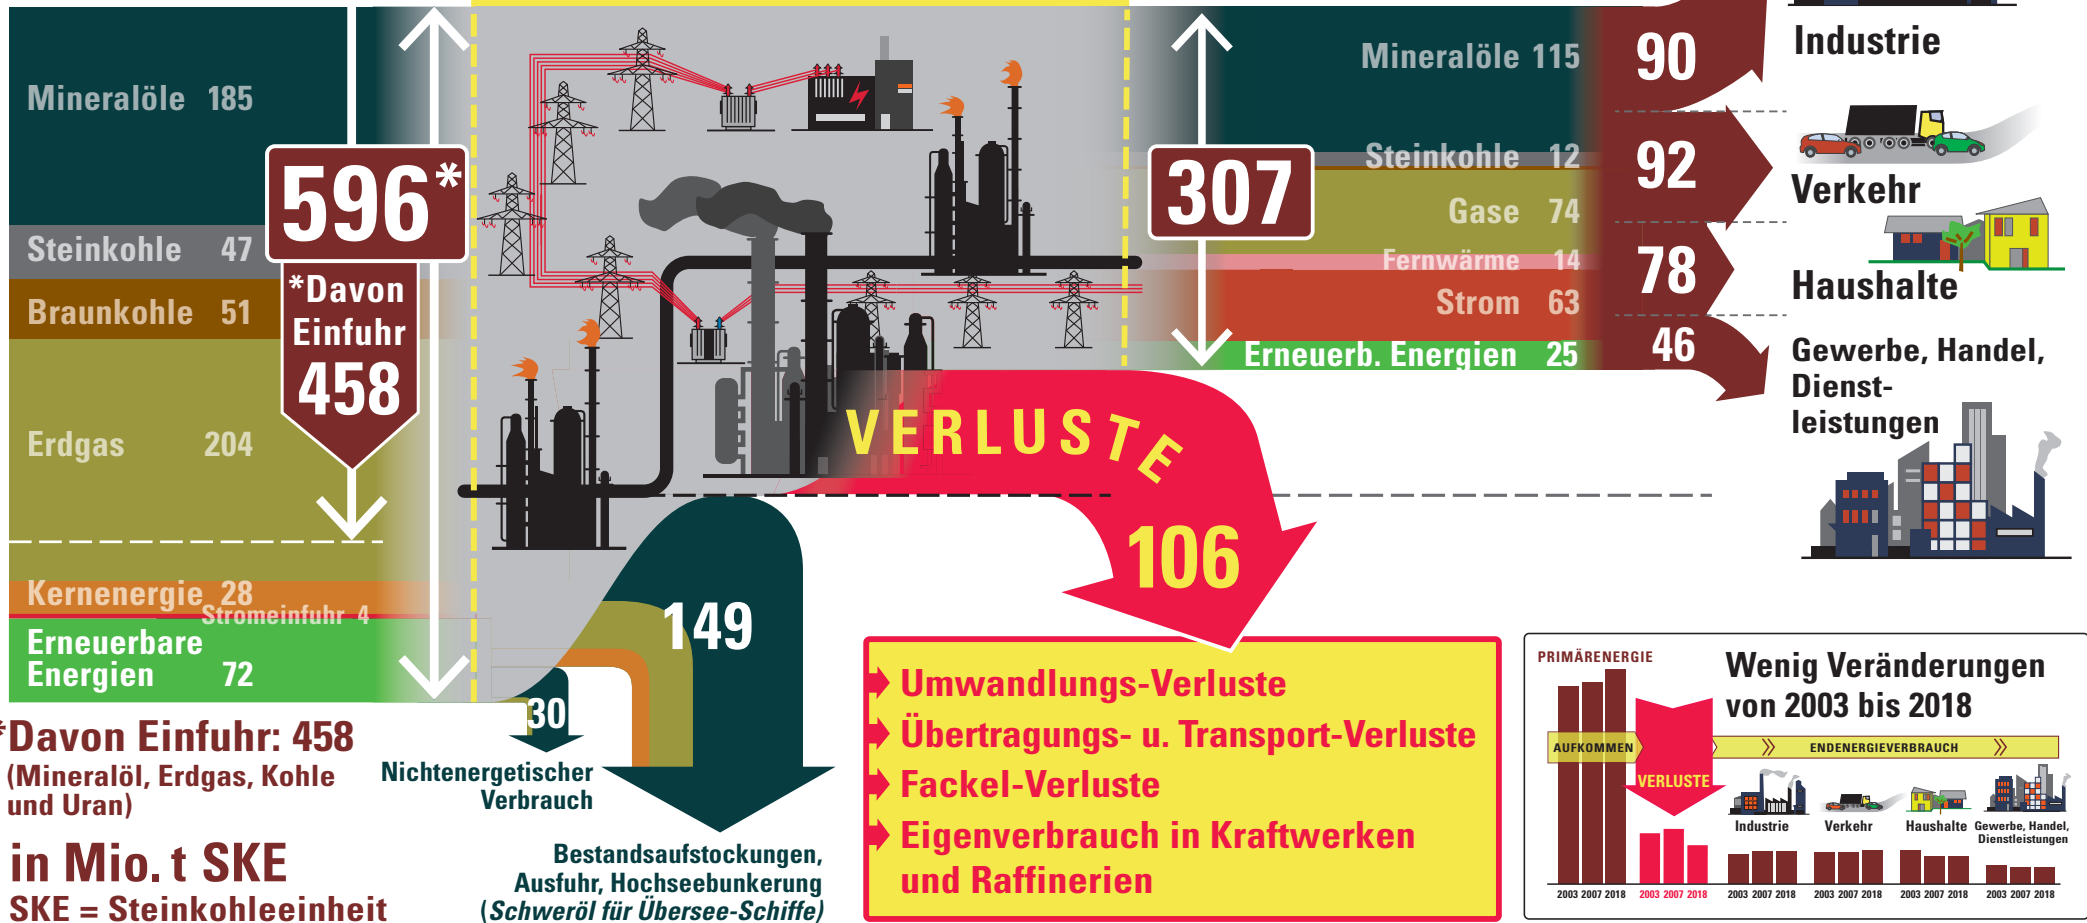 Mineralöle 185
Steinkohle 47
Braunkohle 51
Erdgas 204
Kernenergie 28
Stromeinfuhr 4
Erneuerbare
Energien 72
596*
*Davon
Einfuhr
458
*Davon Einfuhr: 458
(Mineralöl, Erdgas, Kohle
und Uran)
in Mio. t SKE
SKE = Steinkohleeinheit
30
Nichtenergetischer
Verbrauch
149
Bestandsaufstockungen,
Ausfuhr, Hochseebunkerung
(Schweröl für Übersee-Schiffe)
VERLUSTE
106
Umwandlungs-Verluste
Übertragungs- u. Transport-Verluste
Fackel-Verluste
Eigenverbrauch in Kraftwerken
und Raffinerien
307
Mineralöle 115
Steinkohle 12
Gase 74
Fernwärme 14
Strom 63
Erneuerb. Energien 25
90
Industrie
92
Verkehr
78
Haushalte
46
Gewerbe, Handel,
Dienst-
leistungen
PRIMÄRENERGIE
Wenig Veränderungen
von 2003 bis 2018
AUFKOMMEN
ENDENERGIEVERBRAUCH
VERLUSTE
Industrie
Verkehr
Haushalte
Gewerbe, Handel,
Dienstleistungen
2003 2007 2018
2003 2007 2018
2003 2007 2018
2003 2007 2018
2003 2007 2018
2003 2007 2018